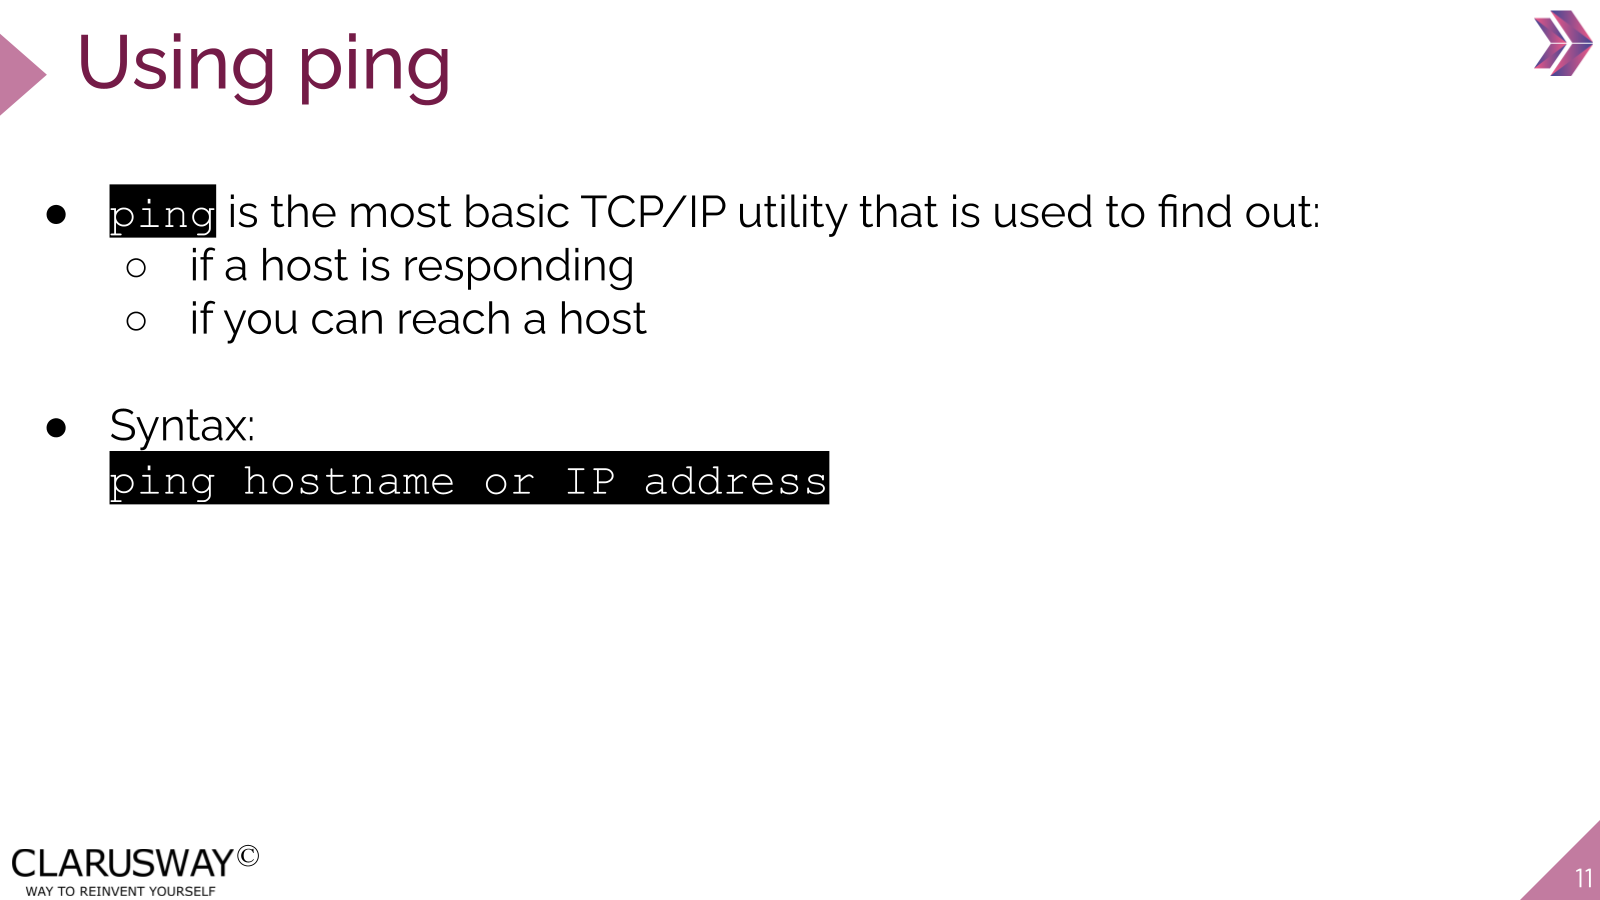 Using ping
● ping is the most basic TCP/IP utility that is used to find out:
○ if a host is responding
○ if you can reach a host
● Syntax:
ping hostname or IP address
CLARUSWAY©
WAY TO REINVENT YOURSELF
11